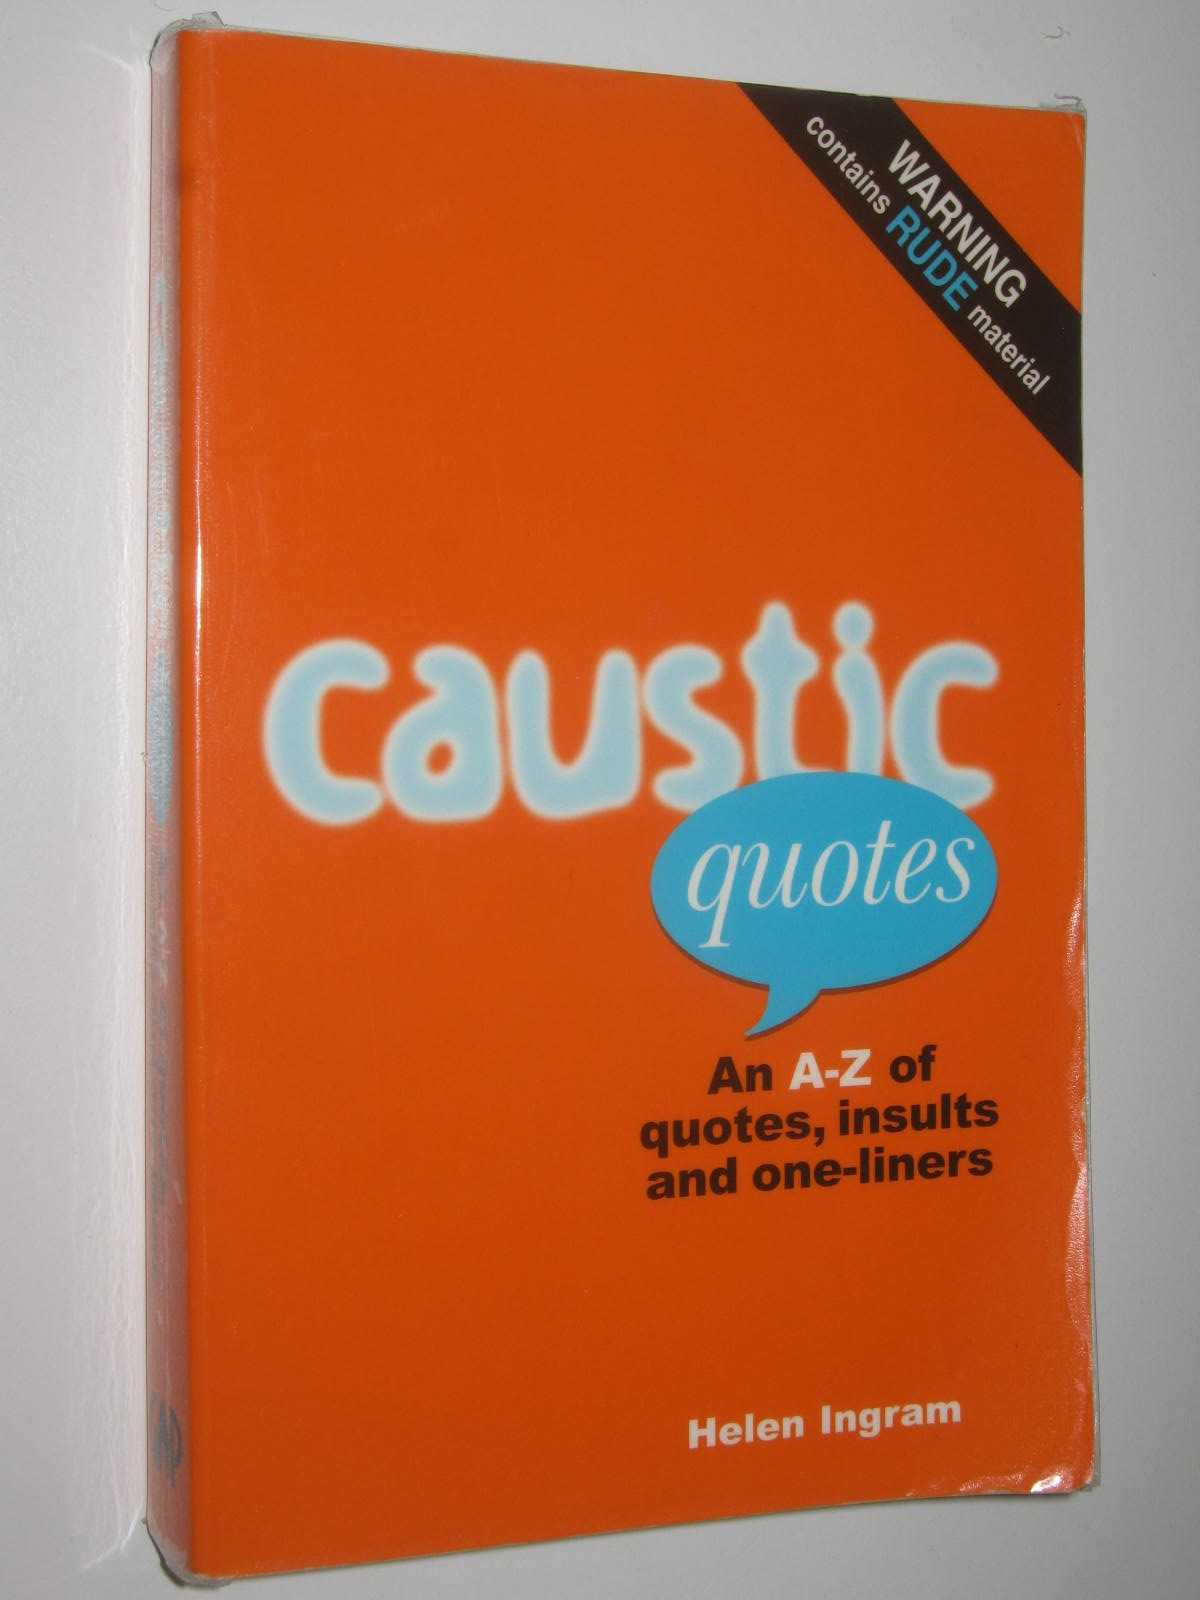 WARNING
contains RUDE material
caustic
quotes
An A-Z of
quotes, insults
and one-liners
Helen Ingram